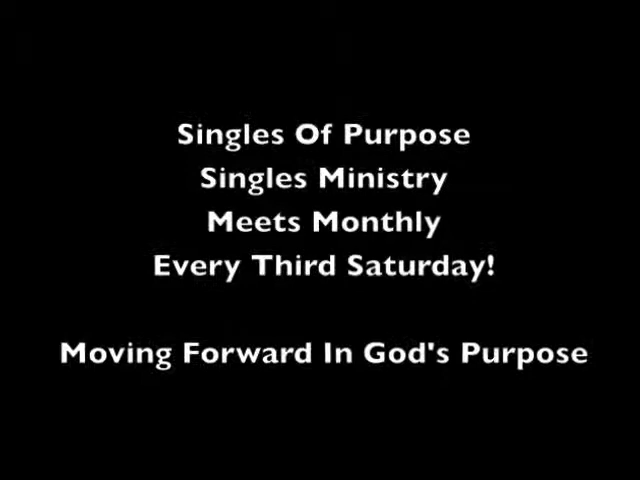 Singles Of Purpose
Singles Ministry
Meets Monthly
Every Third Saturday!
Moving Forward In God's Purpose